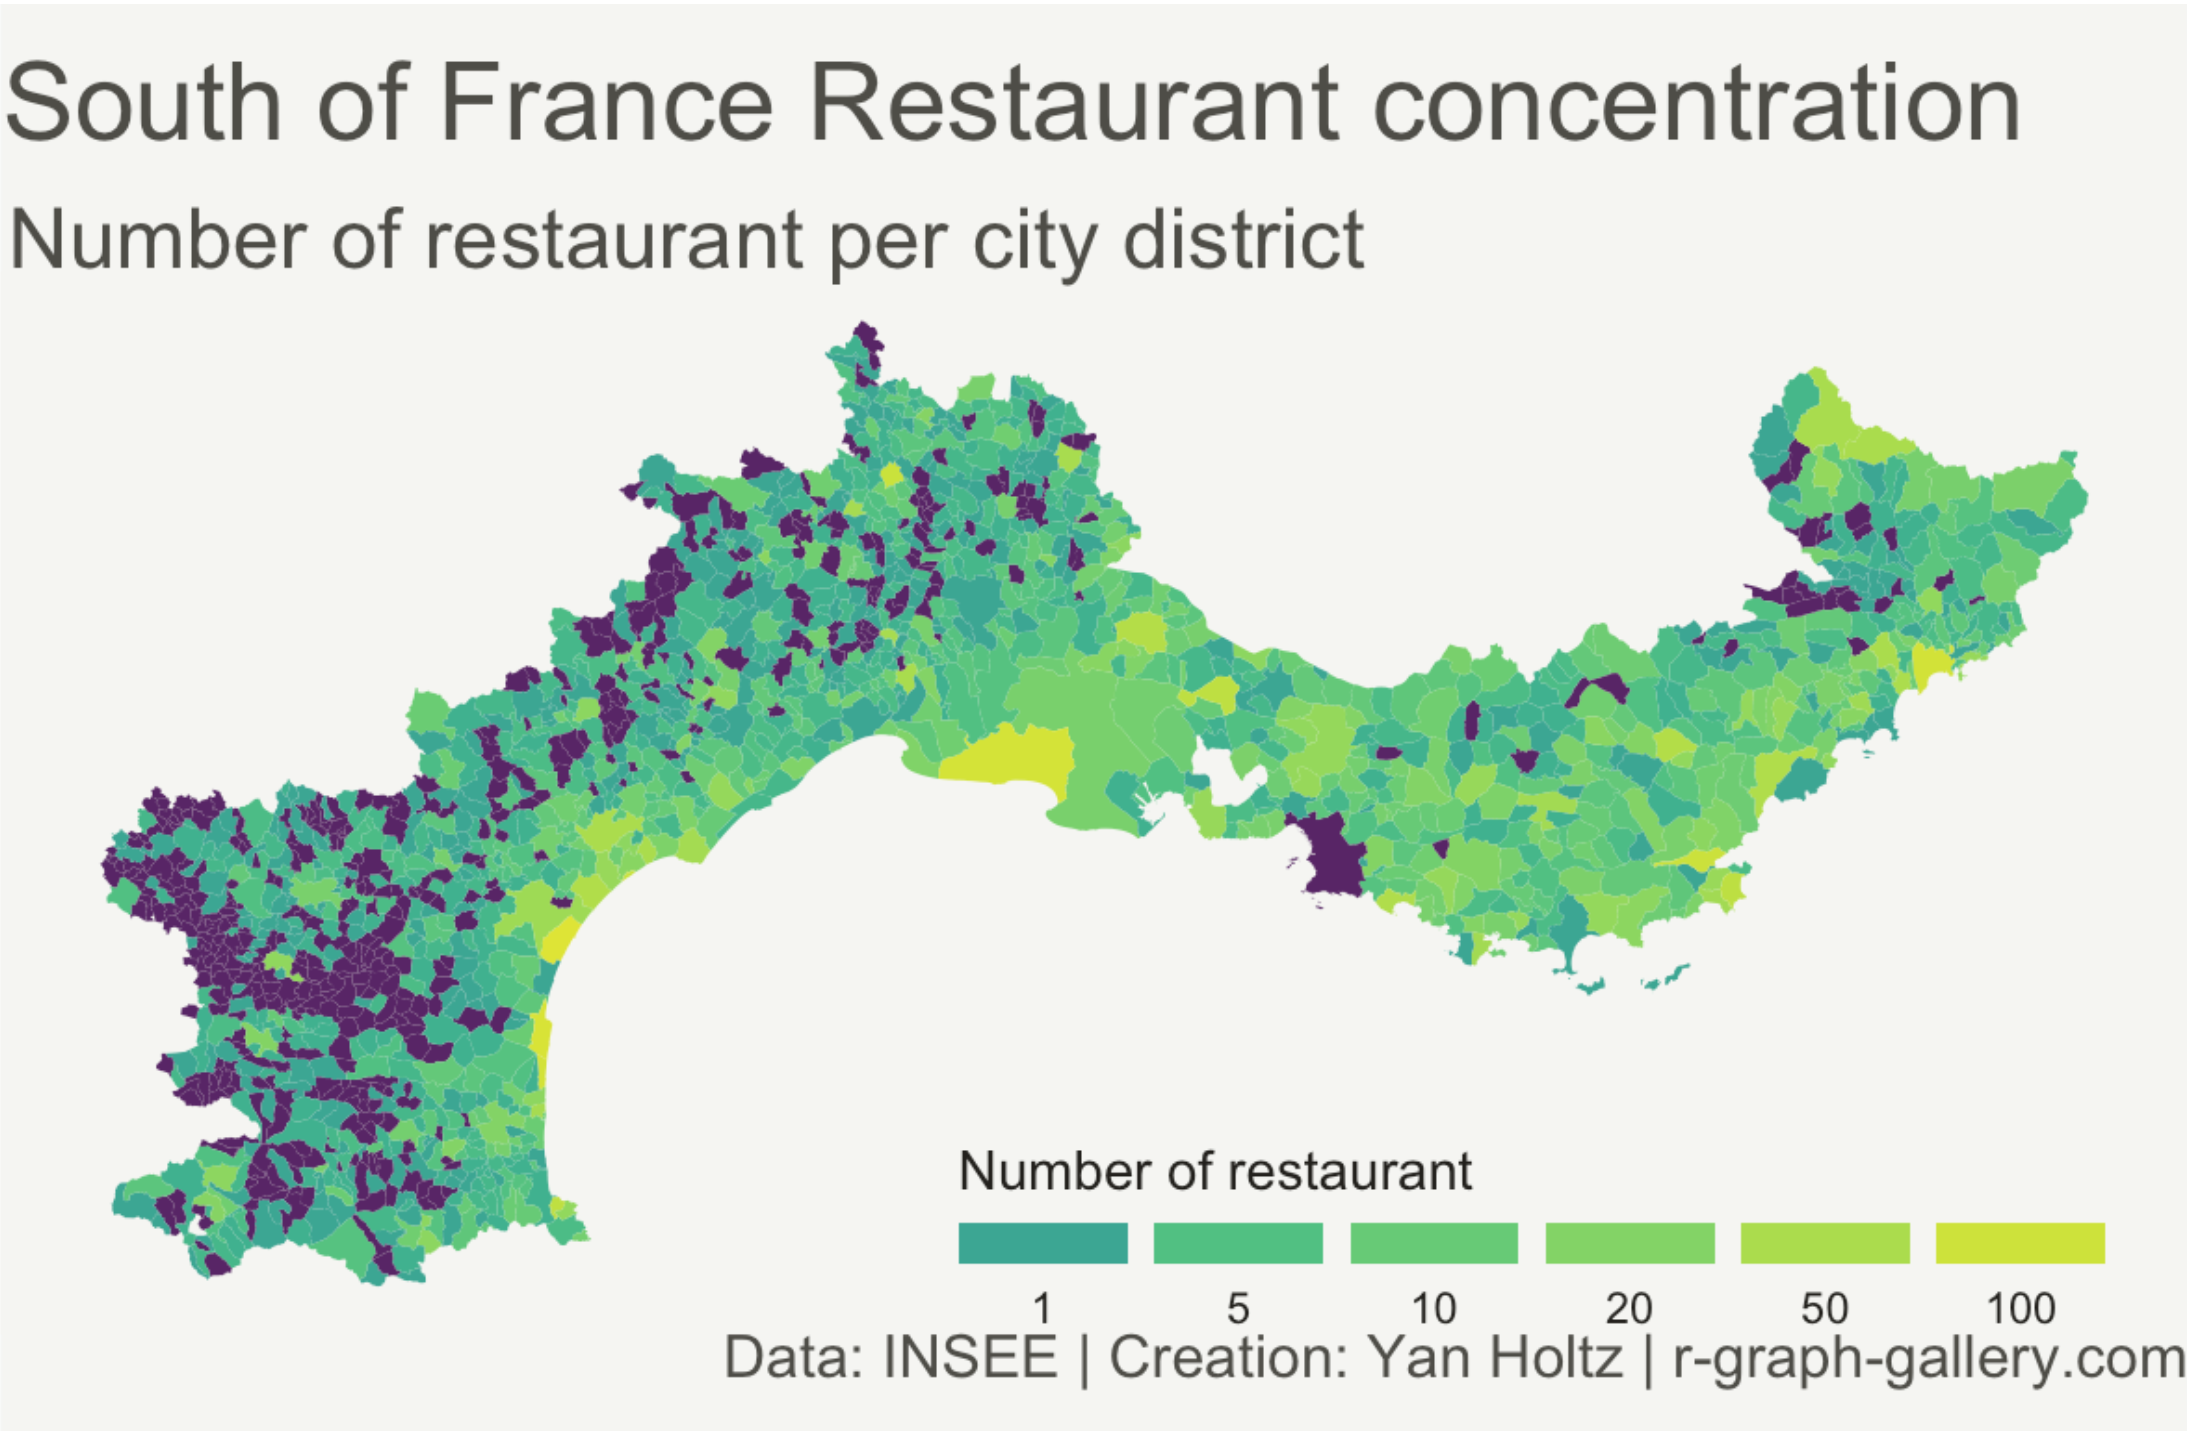 South of France Restaurant concentration
Number of restaurant per city district
Number of restaurant
1 5 10 20 50 100
Data: INSEE | Creation: Yan Holtz | r-graph-gallery.com